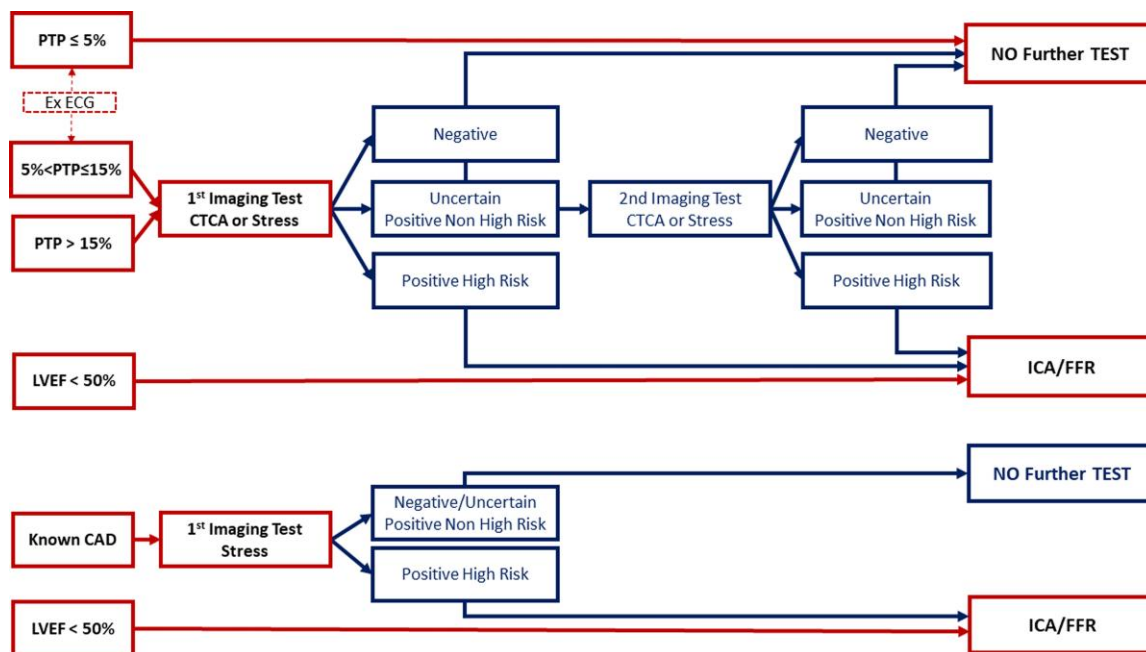 PTP ≤ 5%
NO Further TEST
Ex ECG
Negative
Negative
5%<PTP≤15%
1st Imaging Test
CTCA or Stress
Uncertain
Positive Non High Risk
2nd Imaging Test
CTCA or Stress
Uncertain
Positive Non High Risk
PTP > 15%
Positive High Risk
Positive High Risk
LVEF < 50%
ICA/FFR
NO Further TEST
Negative/Uncertain
Positive Non High Risk
Known CAD
1st Imaging Test
Stress
Positive High Risk
LVEF < 50%
ICA/FFR